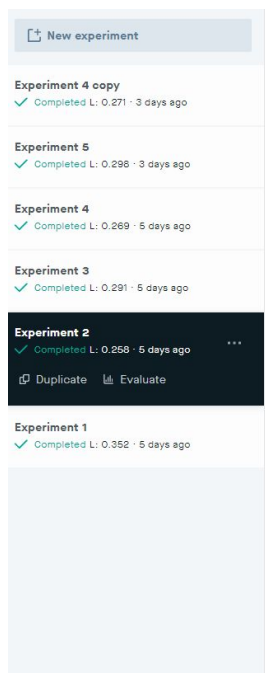 New experiment
Experiment 4 copy
Completed L: 0.271 · 3 days ago
Experiment 5
Completed L: 0.298 · 3 days ago
Experiment 4
Completed L: 0.269 · 5 days ago
Experiment 3
Completed L: 0.291 · 5 days ago
Experiment 2
Completed L: 0.258 · 5 days ago
Duplicate Evaluate
Experiment 1
Completed L: 0.352 · 5 days ago